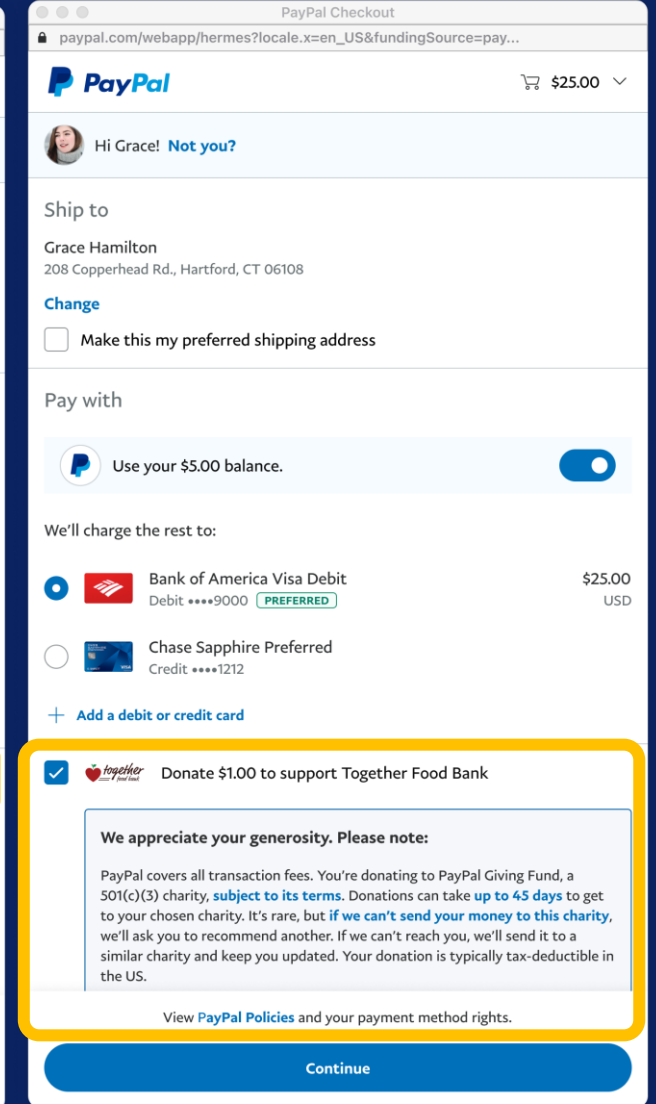 PayPal Checkout
paypal.com/webapp/hermes?locale.x=en_US&fundingSource=pay...
PayPal
$25.00
Hi Grace! Not you?
Ship to
Grace Hamilton
208 Copperhead Rd., Hartford, CT 06108
Change
Make this my preferred shipping address
Pay with
Use your $5.00 balance.
We'll charge the rest to:
Bank of America Visa Debit
$25.00
Debit ••••9000 PREFERRED
USD
Chase Sapphire Preferred
Credit ••••1212
+ Add a debit or credit card
together
food bank
Donate $1.00 to support Together Food Bank
We appreciate your generosity. Please note:
PayPal covers all transaction fees. You're donating to PayPal Giving Fund, a
501(c)(3) charity, subject to its terms. Donations can take up to 45 days to get
to your chosen charity. It's rare, but if we can't send your money to this charity,
we'll ask you to recommend another. If we can't reach you, we'll send it to a
similar charity and keep you updated. Your donation is typically tax-deductible in
the US.
View PayPal Policies and your payment method rights.
Continue